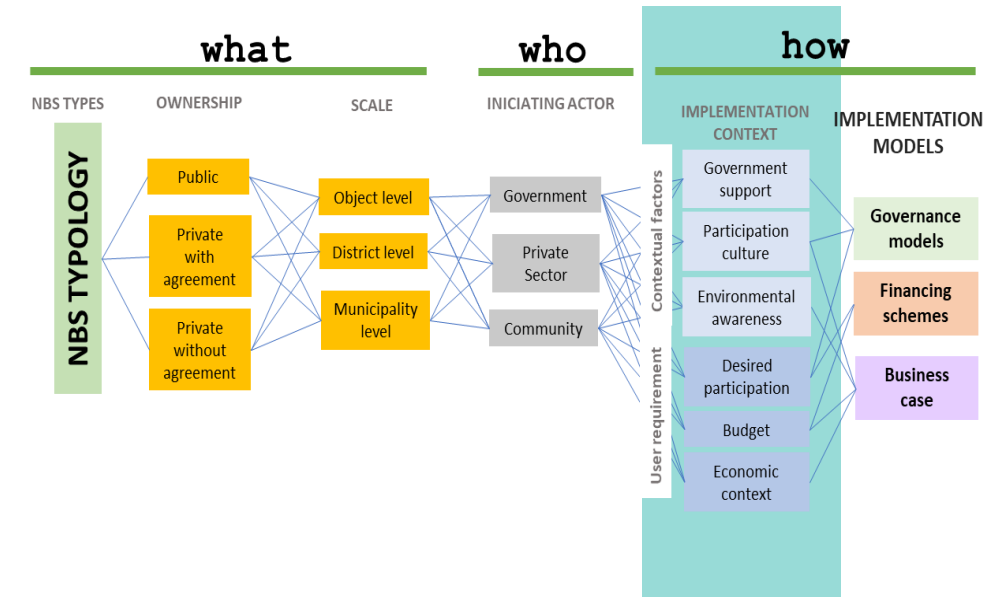 what
who
how
NBS TYPES
OWNERSHIP
SCALE
INICIATING ACTOR
IMPLEMENTATION
CONTEXT
IMPLEMENTATION
MODELS
NBS TYPOLOGY
Public
Private
with
agreement
Private
without
agreement
Object level
District level
Municipality
level
Government
Private
Sector
Community
Contextual factors
User requirement
Government
support
Participation
culture
Environmental
awareness
Desired
participation
Budget
Economic
context
Governance
models
Financing
schemes
Business
case